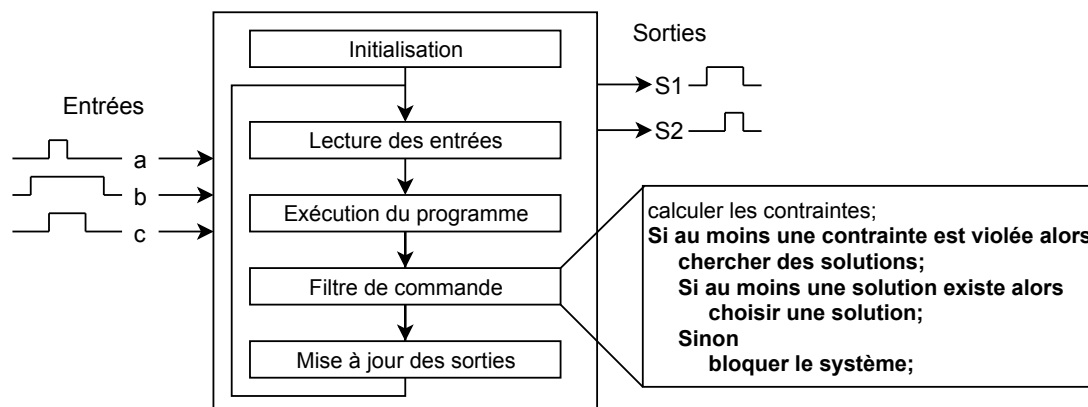 Entrées
a
b
c
Initialisation
Lecture des entrées
Exécution du programme
Filtre de commande
Mise à jour des sorties
Sorties
S1
S2
calculer les contraintes;
Si au moins une contrainte est violée alors
chercher des solutions;
Si au moins une solution existe alors
choisir une solution;
Sinon
bloquer le système;